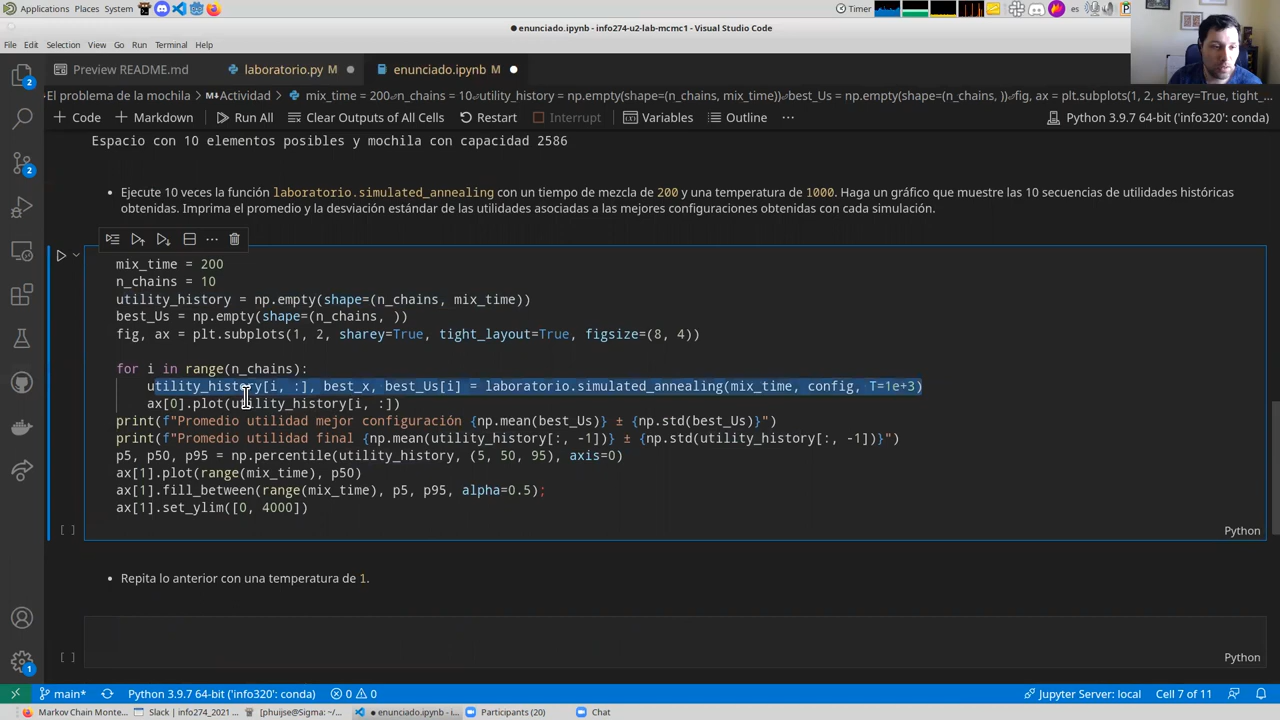 Applications Places System
Timer
es
enunciado.ipynb - info274-u2-lab-mcmc1 - Visual Studio Code
File Edit Selection View Go Run Terminal Help
Preview README.md laboratorio.py M enunciado.ipynb M
El problema de la mochila > Actividad > mix_time = 200 n_chains = 10 utility_history = np.empty(shape=(n_chains, mix_time)) best_Us = np.empty(shape=(n_chains, )) fig, ax = plt.subplots(1, 2, sharey=True, tight_...
+ Code + Markdown Run All Clear Outputs of All Cells Restart Interrupt Variables Outline ... Python 3.9.7 64-bit ('info320': conda)
Espacio con 10 elementos posibles y mochila con capacidad 2586
• Ejecute 10 veces la función laboratorio.simulated_annealing con un tiempo de mezcla de 200 y una temperatura de 1000. Haga un gráfico que muestre las 10 secuencias de utilidades históricas
obtenidas. Imprima el promedio y la desviación estándar de las utilidades asociadas a las mejores configuraciones obtenidas con cada simulación.
mix_time = 200
n_chains = 10
utility_history = np.empty(shape=(n_chains, mix_time))
best_Us = np.empty(shape=(n_chains, ))
fig, ax = plt.subplots(1, 2, sharey=True, tight_layout=True, figsize=(8, 4))
for i in range(n_chains):
utility_history[i, :], best_x, best_Us[i] = laboratorio.simulated_annealing(mix_time, config, T=1e+3)
ax[0].plot(utility_history[i, :])
print(f"Promedio utilidad mejor configuración {np.mean(best_Us)} ± {np.std(best_Us)}")
print(f"Promedio utilidad final {np.mean(utility_history[:, -1])} ± {np.std(utility_history[:, -1])}")
p5, p50, p95 = np.percentile(utility_history, (5, 50, 95), axis=0)
ax[1].plot(range(mix_time), p50)
ax[1].fill_between(range(mix_time), p5, p95, alpha=0.5);
ax[1].set_ylim([0, 4000])
[ ] Python
• Repita lo anterior con una temperatura de 1.
[ ] Python
2
2
1
main* Python 3.9.7 64-bit ('info320': conda) 0 0 Jupyter Server: local Cell 7 of 11
Markov Chain Monte... Slack | info274_2021 ... [phuijse@Sigma: ~/... enunciado.ipynb - i... Participants (20) Chat